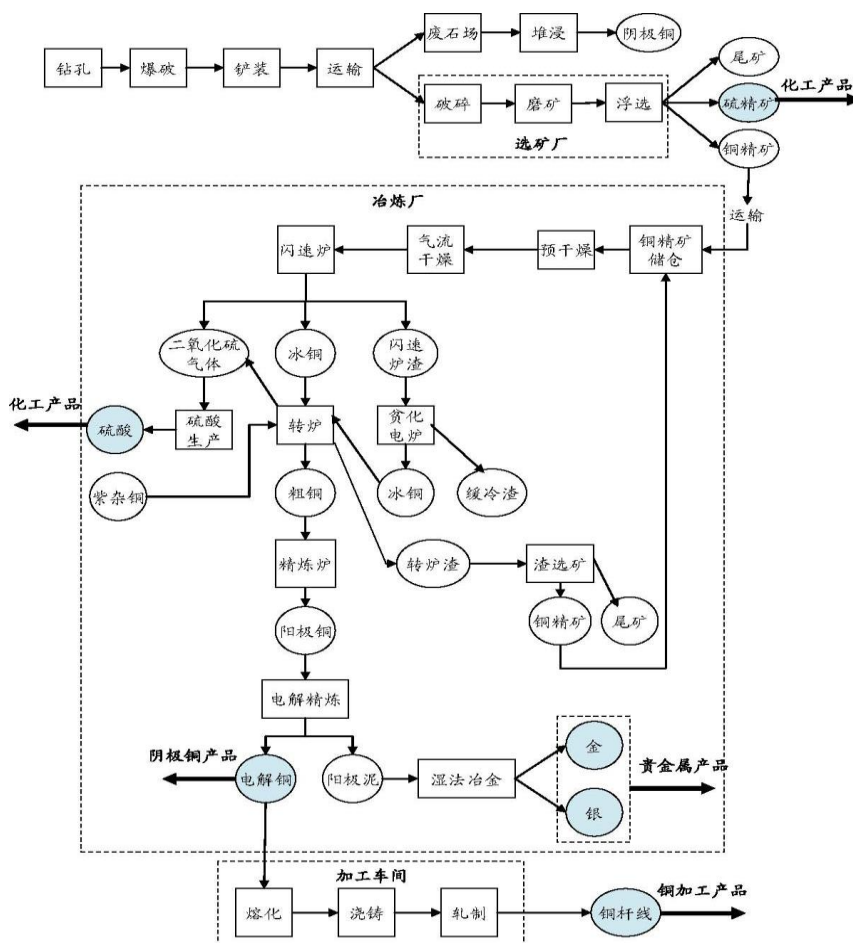 废石场
堆浸
阴极铜
钻孔
爆破
铲装
运输
尾矿
破碎
磨矿
浮选
硫精矿
化工产品
选矿厂
铜精矿
冶炼厂
运输
闪速炉
气流
干燥
预干燥
铜精矿
储仓
二氧化硫
气体
冰铜
闪速
炉渣
化工产品
硫酸
硫酸
生产
转炉
贫化
电炉
紫杂铜
粗铜
冰铜
缓冷渣
精炼炉
转炉渣
渣选矿
阳极铜
铜精矿
尾矿
电解精炼
阴极铜产品
电解铜
阳极泥
湿法冶金
金
银
贵金属产品
加工车间
熔化
浇铸
轧制
铜杆线
铜加工产品